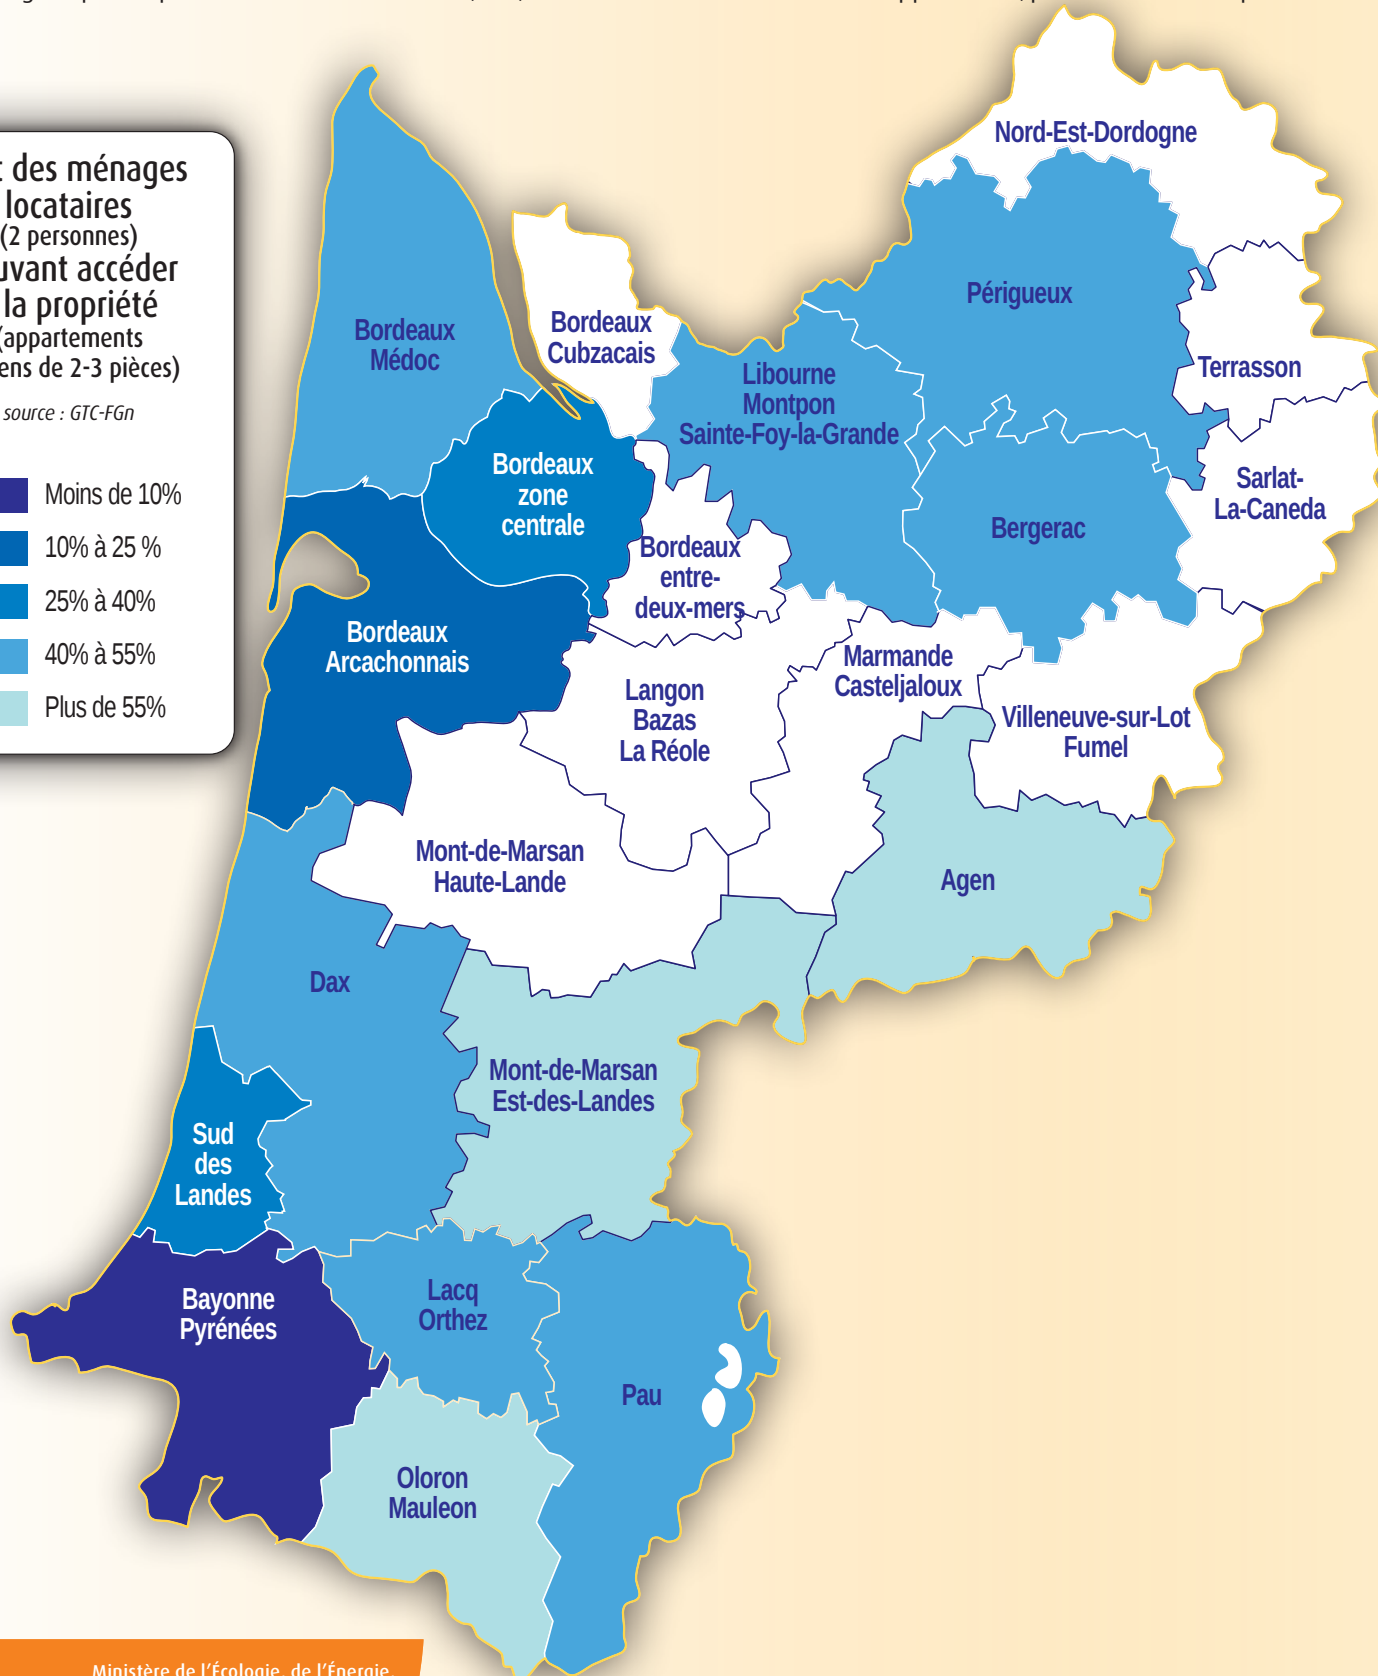 des ménages
locataires
(2 personnes)
accéder
la propriété
(appartements
de 2-3 pièces)
source : GTC-FGn
Moins de 10%
10% à 25 %
25% à 40%
40% à 55%
Plus de 55%
Nord-Est-Dordogne
Périgueux
Bordeaux
Médoc
Bordeaux
Cubzacais
Libourne
Montpon
Sainte-Foy-la-Grande
Terrasson
Bordeaux
zone
centrale
Sarlat-
La-Caneda
Bergerac
Bordeaux
entre-
deux-mers
Bordeaux
Arcachonnais
Marmande
Casteljaloux
Langon
Bazas
La Réole
Villeneuve-sur-Lot
Fumel
Mont-de-Marsan
Haute-Lande
Agen
Dax
Mont-de-Marsan
Est-des-Landes
Sud
des
Landes
Bayonne
Pyrénées
Lacq
Orthez
Pau
Oloron
Mauleon
Ministère de l'Écologie, de l'Énergie,